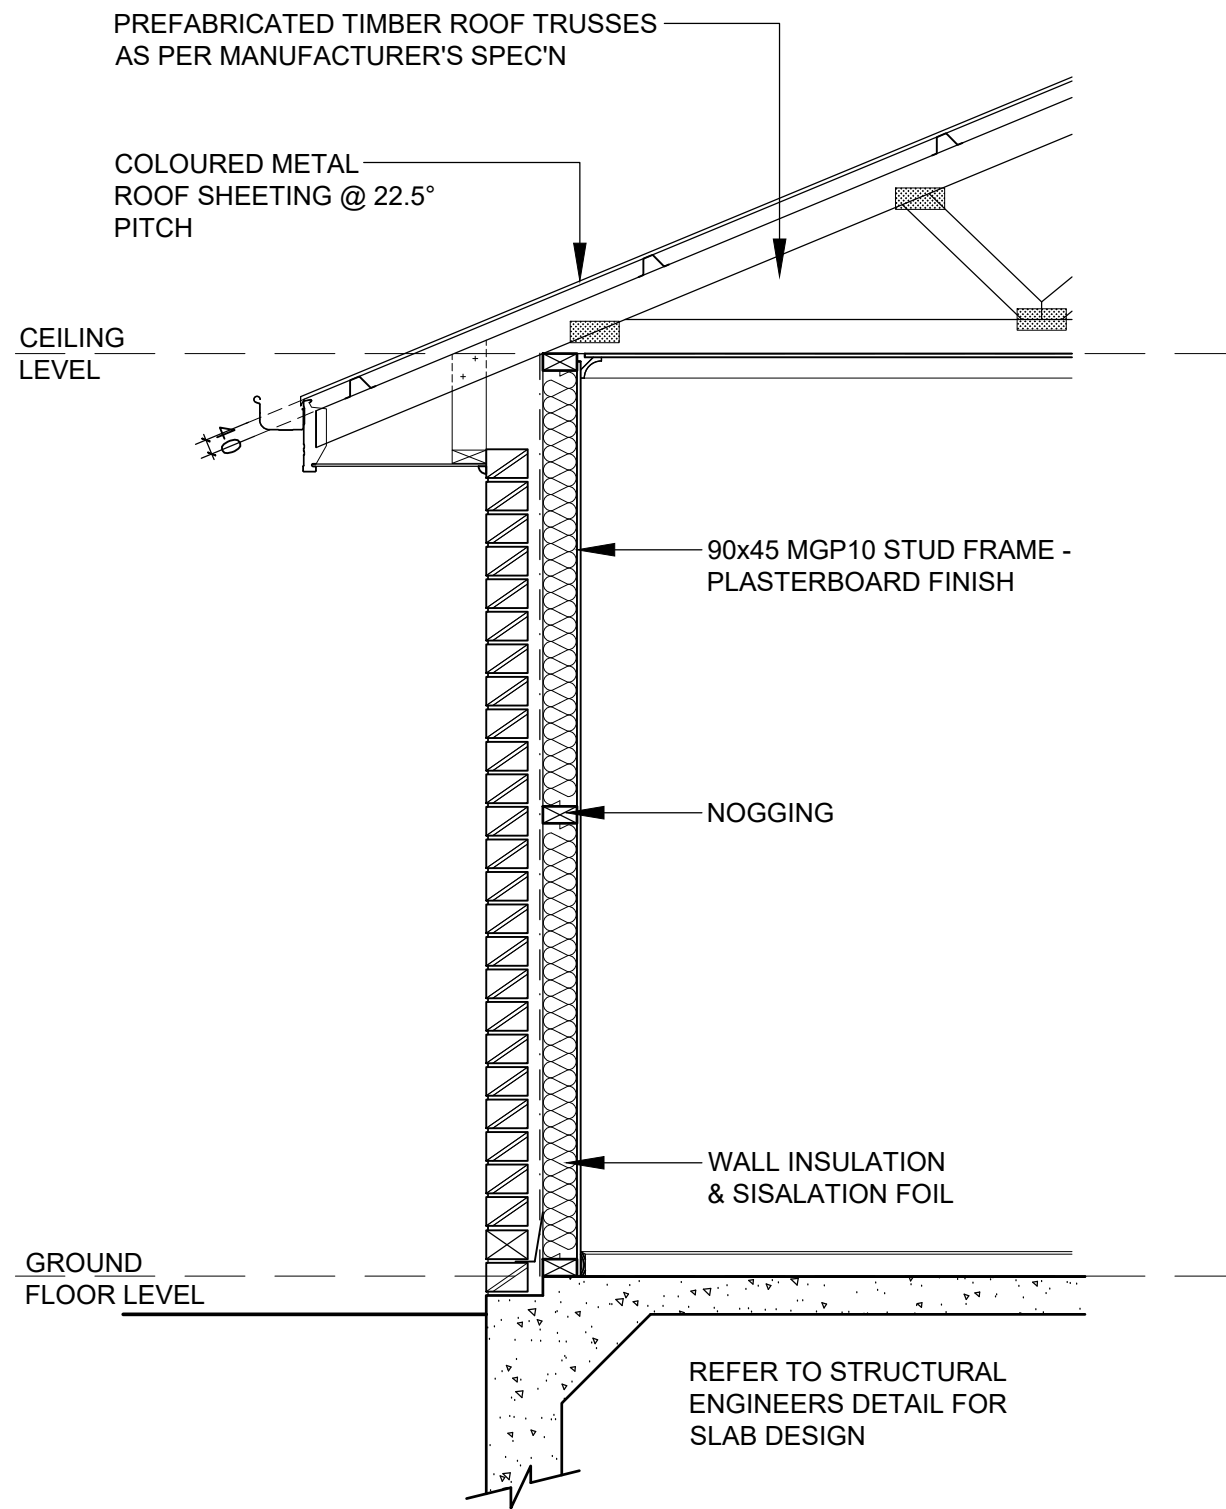 PREFABRICATED TIMBER ROOF TRUSSES
AS PER MANUFACTURER'S SPEC'N
COLOURED METAL
ROOF SHEETING @ 22.5°
PITCH
CEILING
LEVEL
40
90x45 MGP10 STUD FRAME -
PLASTERBOARD FINISH
NOGGING
WALL INSULATION
& SISALATION FOIL
GROUND
FLOOR LEVEL
REFER TO STRUCTURAL
ENGINEERS DETAIL FOR
SLAB DESIGN